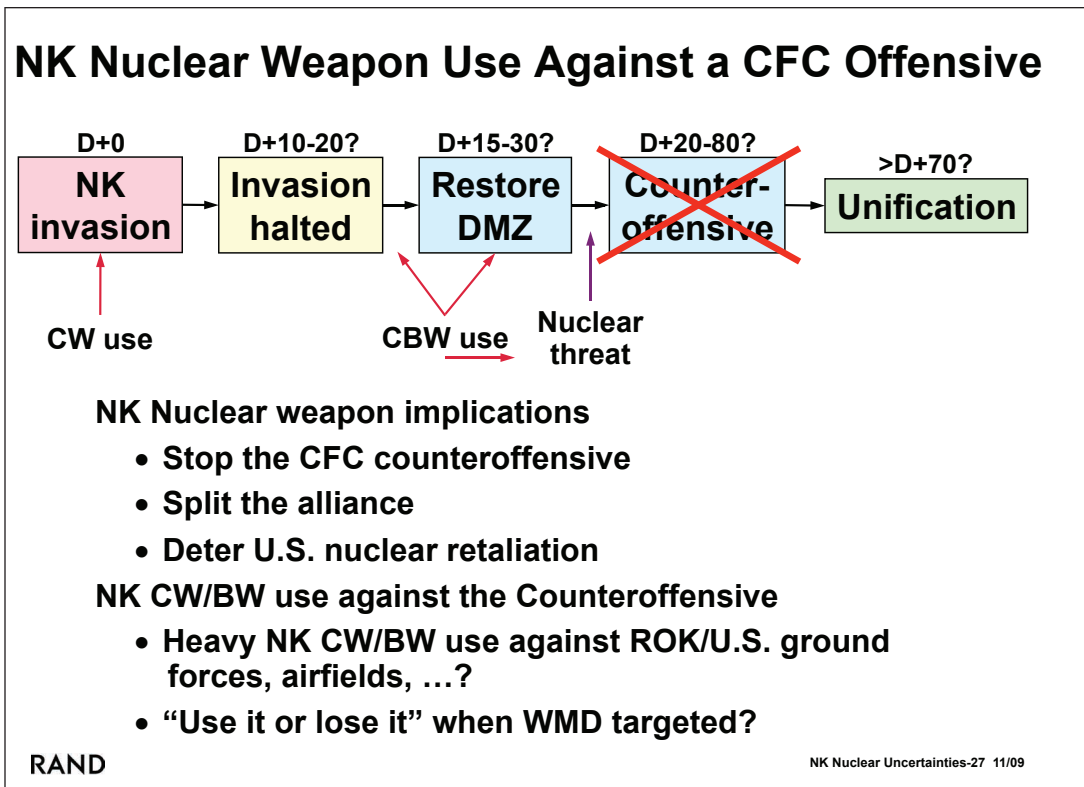 NK Nuclear Weapon Use Against a CFC Offensive
D+0
D+10-20?
D+15-30?
D+20-80?
>D+70?
NK
invasion
Invasion
halted
Restore
DMZ
Counter-
offensive
Unification
CW use
CBW use
Nuclear
threat
NK Nuclear weapon implications
• Stop the CFC counteroffensive
• Split the alliance
• Deter U.S. nuclear retaliation
NK CW/BW use against the Counteroffensive
• Heavy NK CW/BW use against ROK/U.S. ground
forces, airfields, …?
• “Use it or lose it” when WMD targeted?
RAND
NK Nuclear Uncertainties-27 11/09